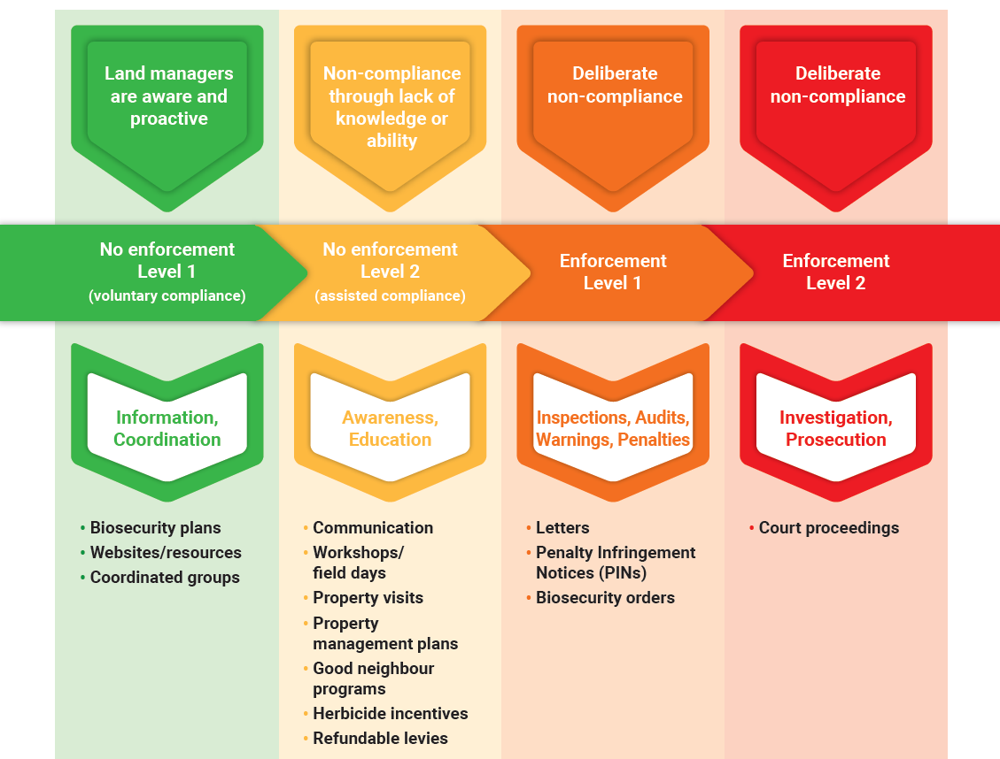 Land managers
are aware and
proactive
Non-compliance
through lack of
knowledge or
ability
Deliberate
non-compliance
Deliberate
non-compliance
No enforcement
Level 1
(voluntary compliance)
No enforcement
Level 2
(assisted compliance)
Enforcement
Level 1
Enforcement
Level 2
Information,
Coordination
Awareness,
Education
Inspections, Audits,
Warnings, Penalties
Investigation,
Prosecution
• Biosecurity plans
• Websites/resources
• Coordinated groups
• Communication
• Workshops/
field days
• Property visits
• Property
management plans
• Good neighbour
programs
• Herbicide incentives
• Refundable levies
• Letters
• Penalty Infringement
Notices (PINs)
• Biosecurity orders
• Court proceedings